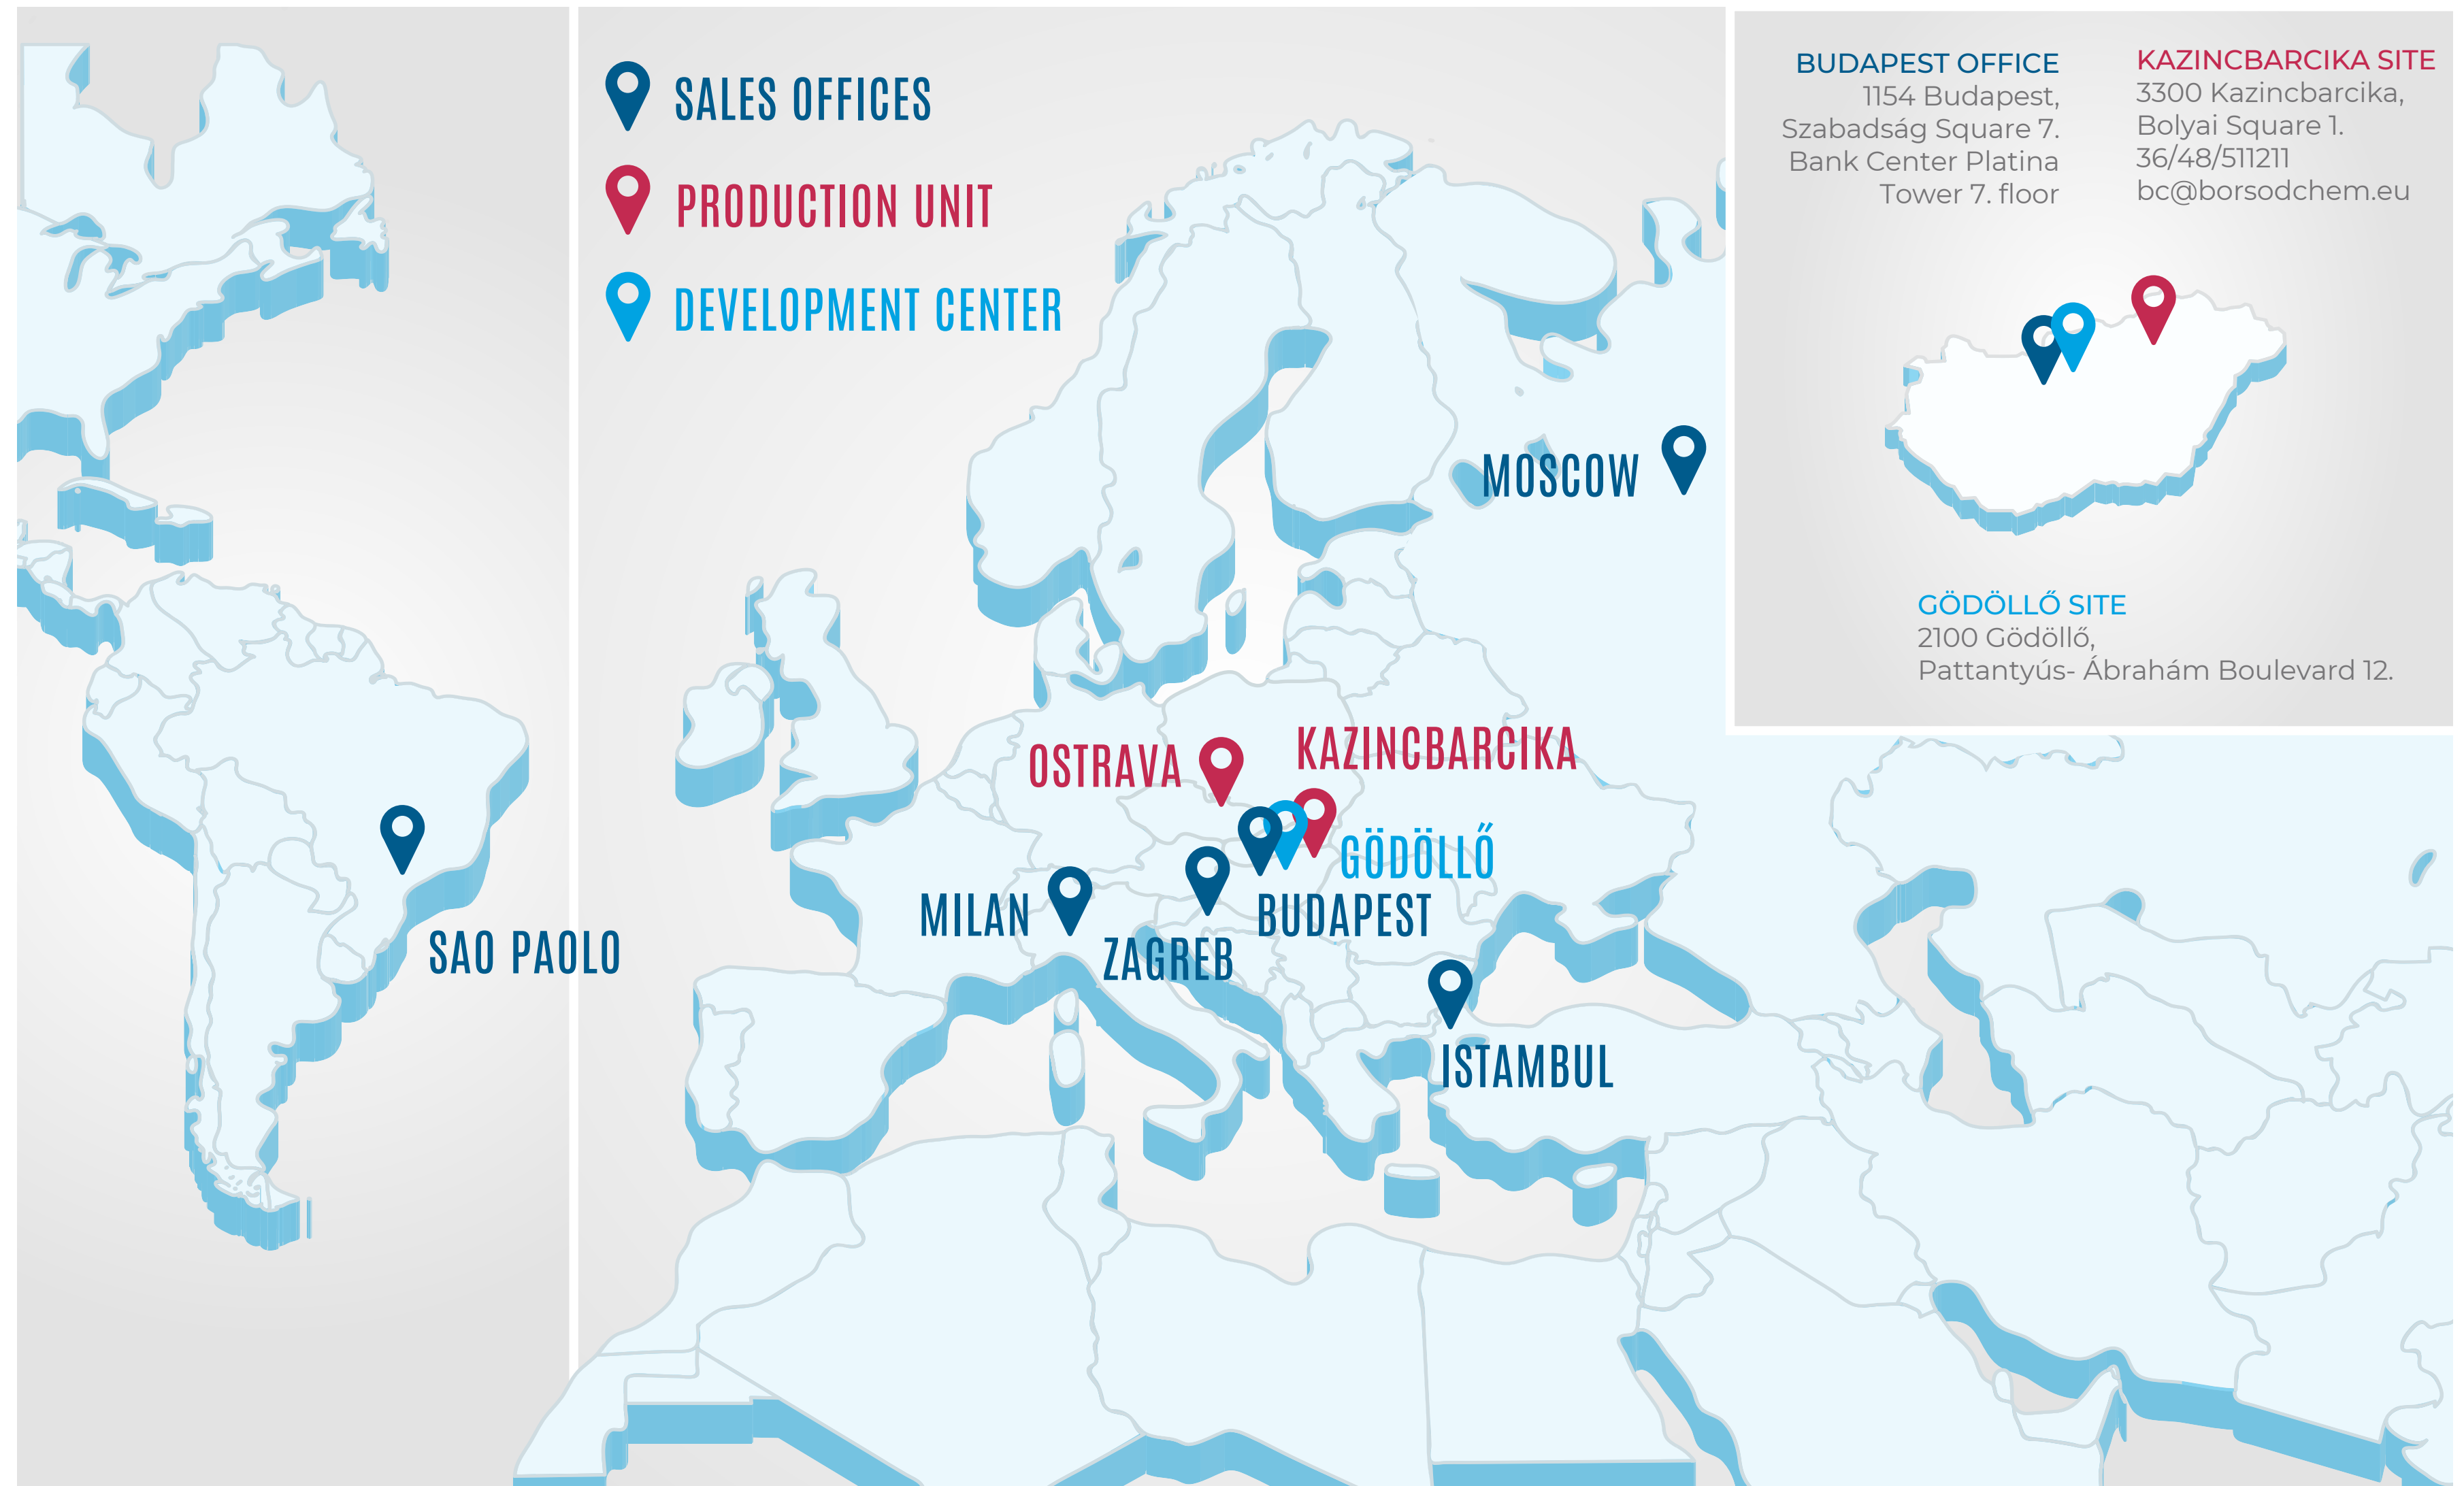 SALES OFFICES
PRODUCTION UNIT
DEVELOPMENT CENTER
BUDAPEST OFFICE
1154 Budapest,
Szabadság Square 7.
Bank Center Platina
Tower 7. floor
KAZINCBARCIKA SITE
3300 Kazincbarcika,
Bolyai Square 1.
36/48/511211
bc@borsodchem.eu
GÖDÖLLŐ SITE
2100 Gödöllő,
Pattantyús- Ábrahám Boulevard 12.
MOSCOW
OSTRAVA
KAZINCBARCIKA
GÖDÖLLŐ
MILAN
BUDAPEST
ZAGREB
SAO PAOLO
ISTAMBUL